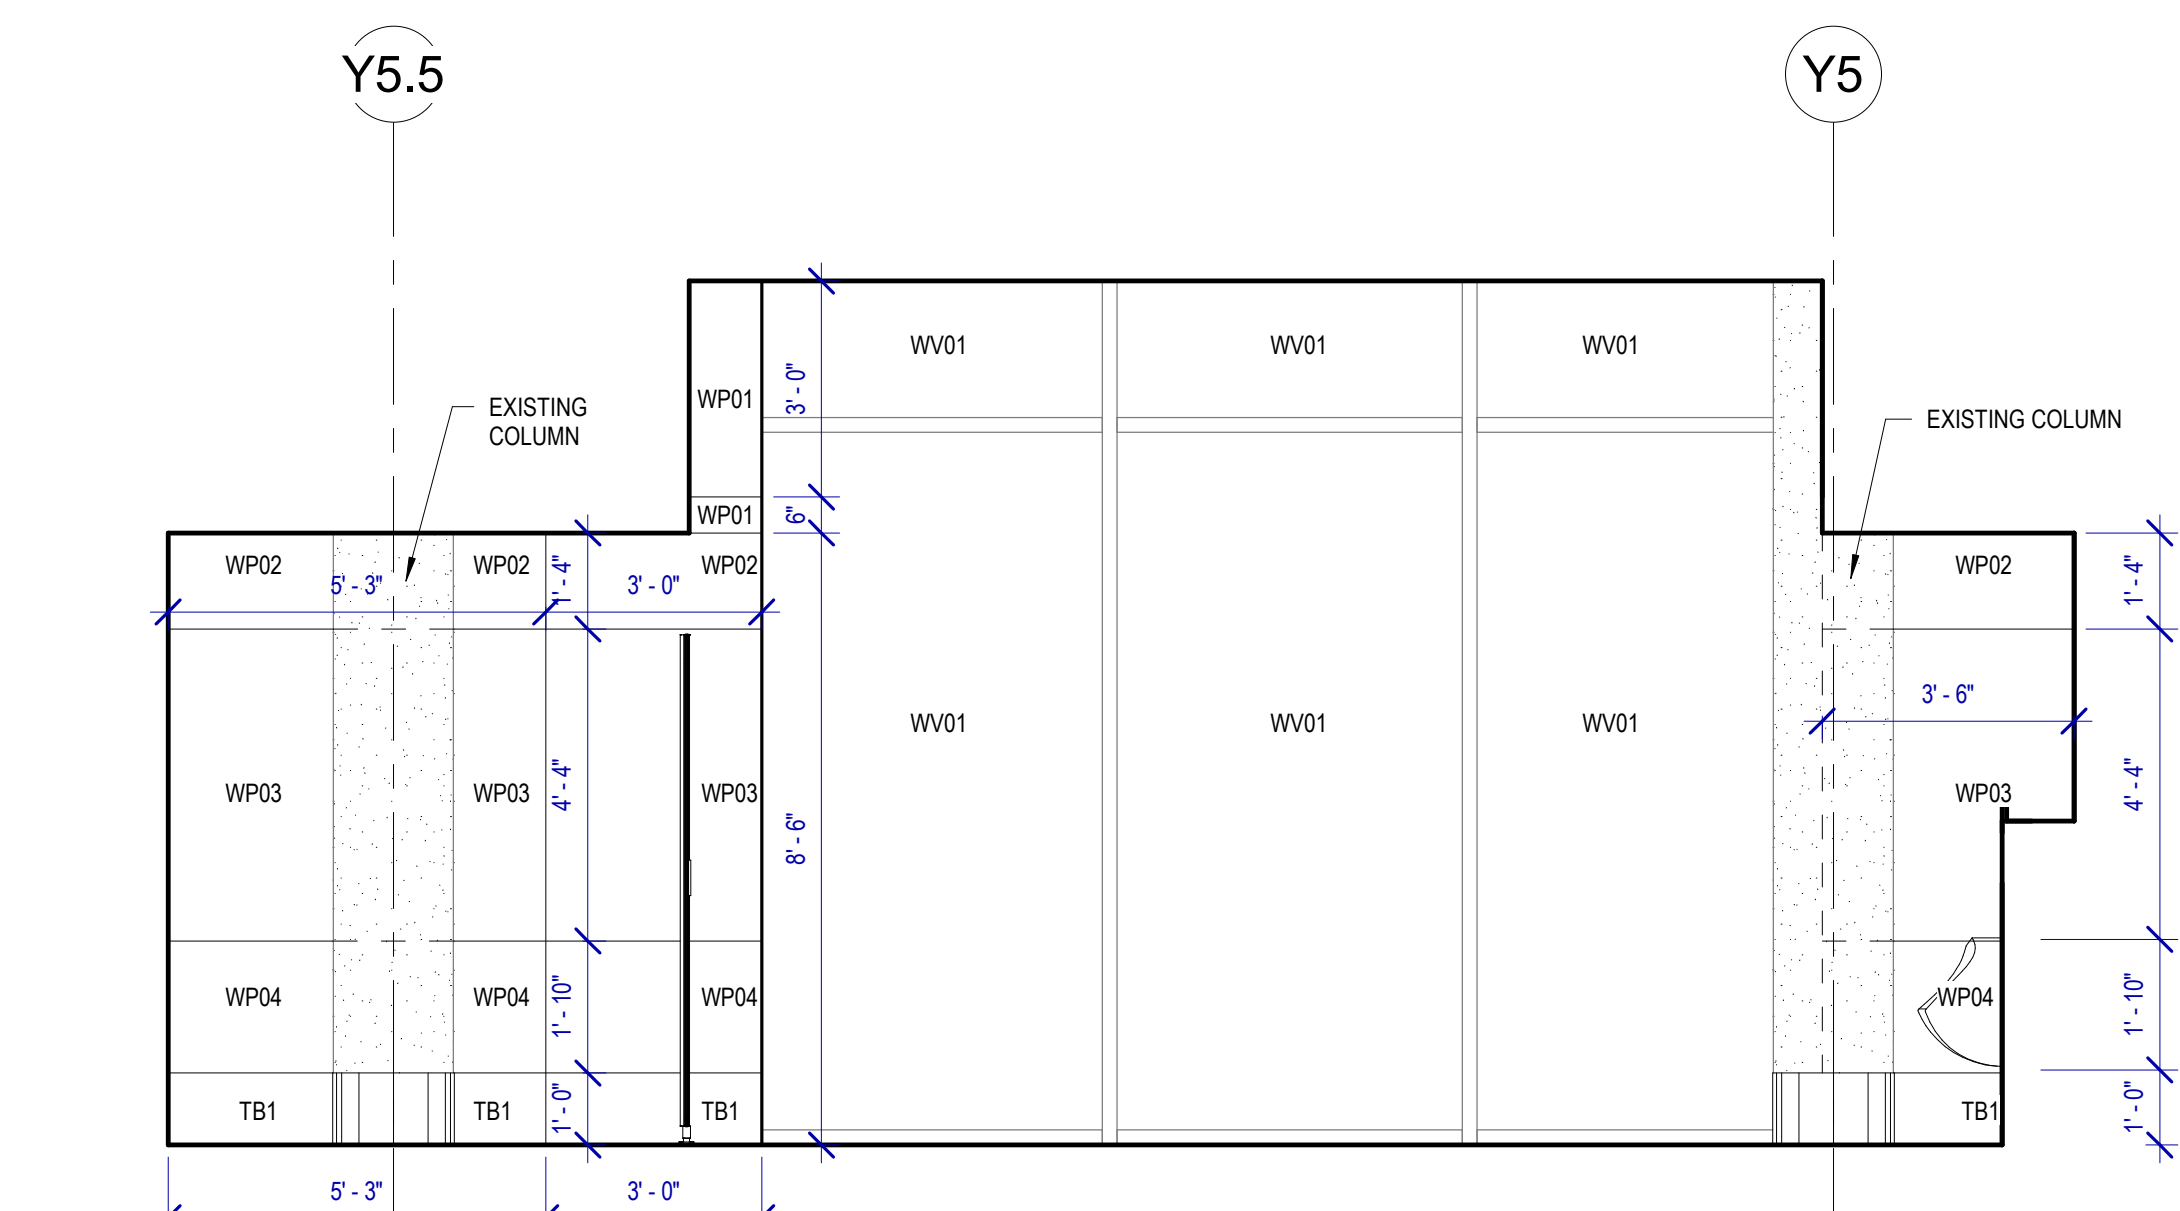 Y5.5
Y5
WV01
WV01
WV01
WP01
3' - 0"
EXISTING
COLUMN
EXISTING COLUMN
WP01
6"
WP02
WP02
1' - 4"
WP02
WP02
1' - 4"
5' - 3"
3' - 0"
3' - 6"
WV01
WV01
WV01
WP03
WP03
4' - 4"
WP03
8' - 6"
WP03
4' - 4"
WP04
WP04
1' - 10"
WP04
WP04
1' - 10"
TB1
TB1
1' - 0"
TB1
TB1
1' - 0"
5' - 3"
3' - 0"